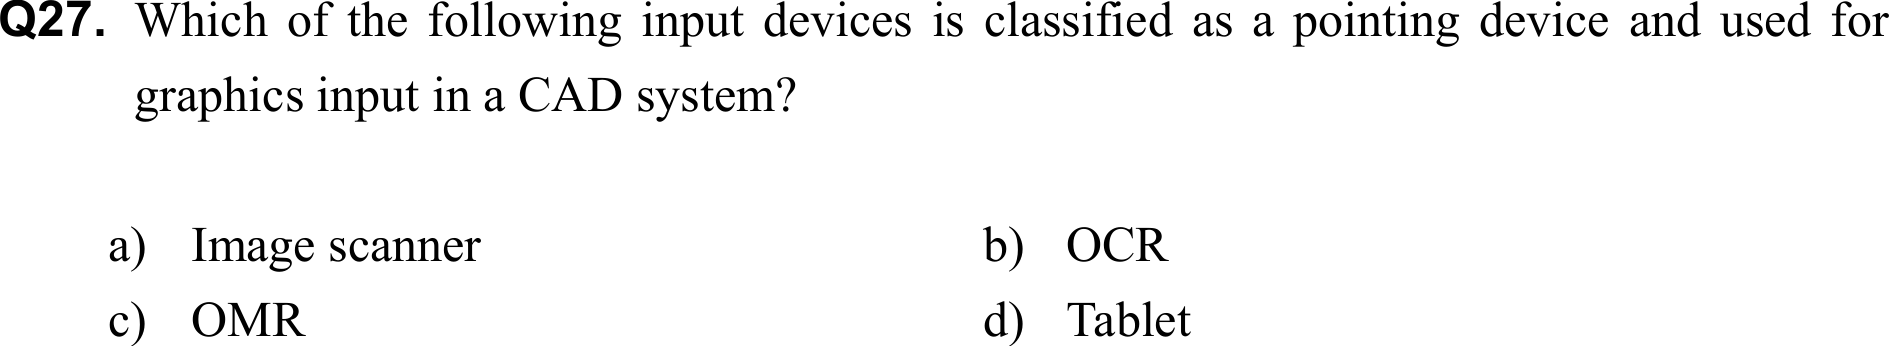 Q27. Which of the following input devices is classified as a pointing device and used for
graphics input in a CAD system?
a) Image scanner b) OCR
c) OMR d) Tablet